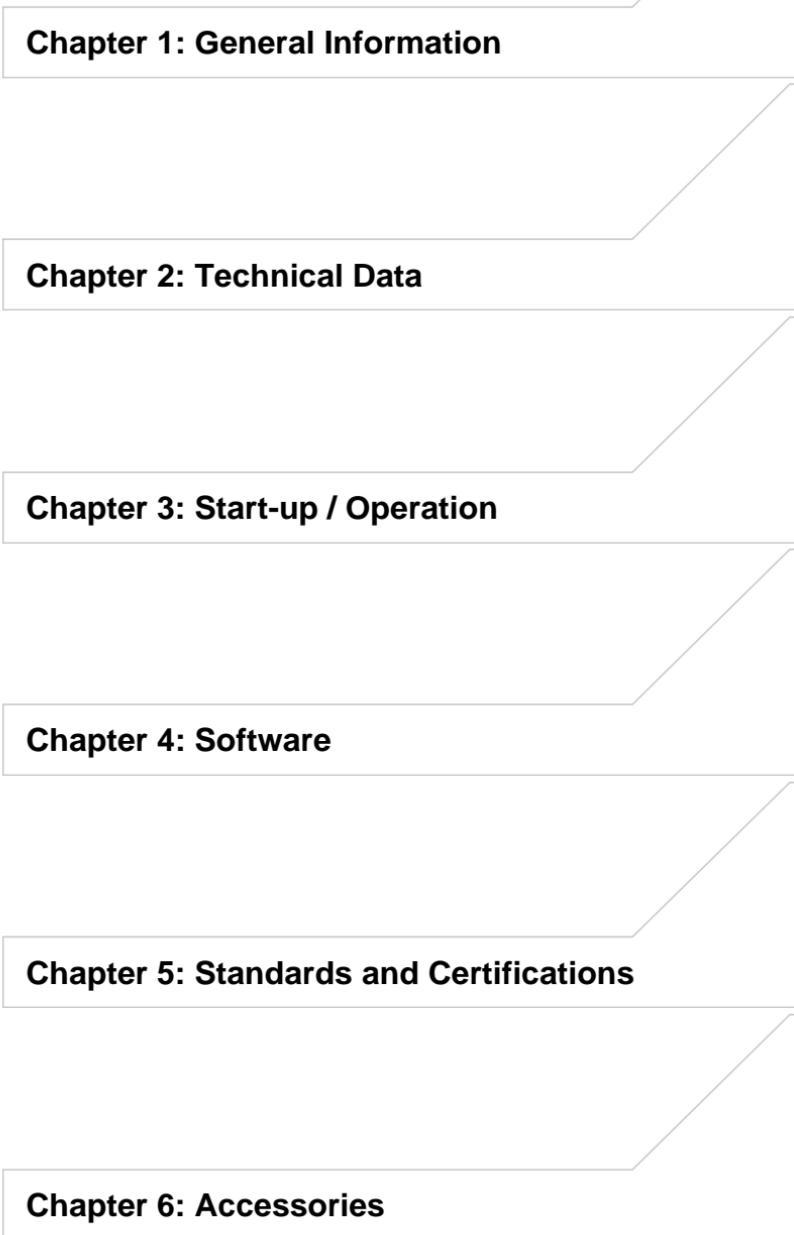 Chapter 1: General Information
Chapter 2: Technical Data
Chapter 3: Start-up / Operation
Chapter 4: Software
Chapter 5: Standards and Certifications
Chapter 6: Accessories